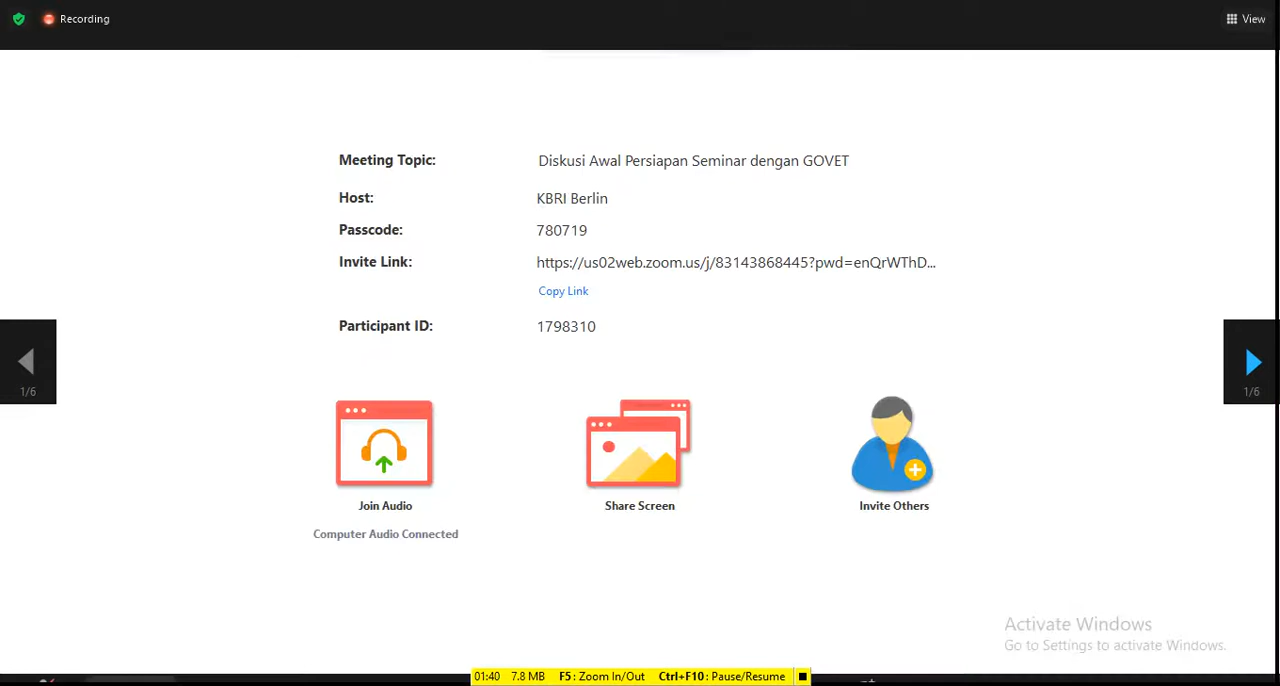 Recording
View
Meeting Topic: Diskusi Awal Persiapan Seminar dengan GOVET
Host: KBRI Berlin
Passcode: 780719
Invite Link: https://us02web.zoom.us/j/83143868445?pwd=enQrWThD...
Copy Link
Participant ID: 1798310
1/6
1/6
Join Audio
Share Screen
Invite Others
Computer Audio Connected
Activate Windows
Go to Settings to activate Windows.
01:40 7.8 MB F5: Zoom In/Out Ctrl+F10: Pause/Resume